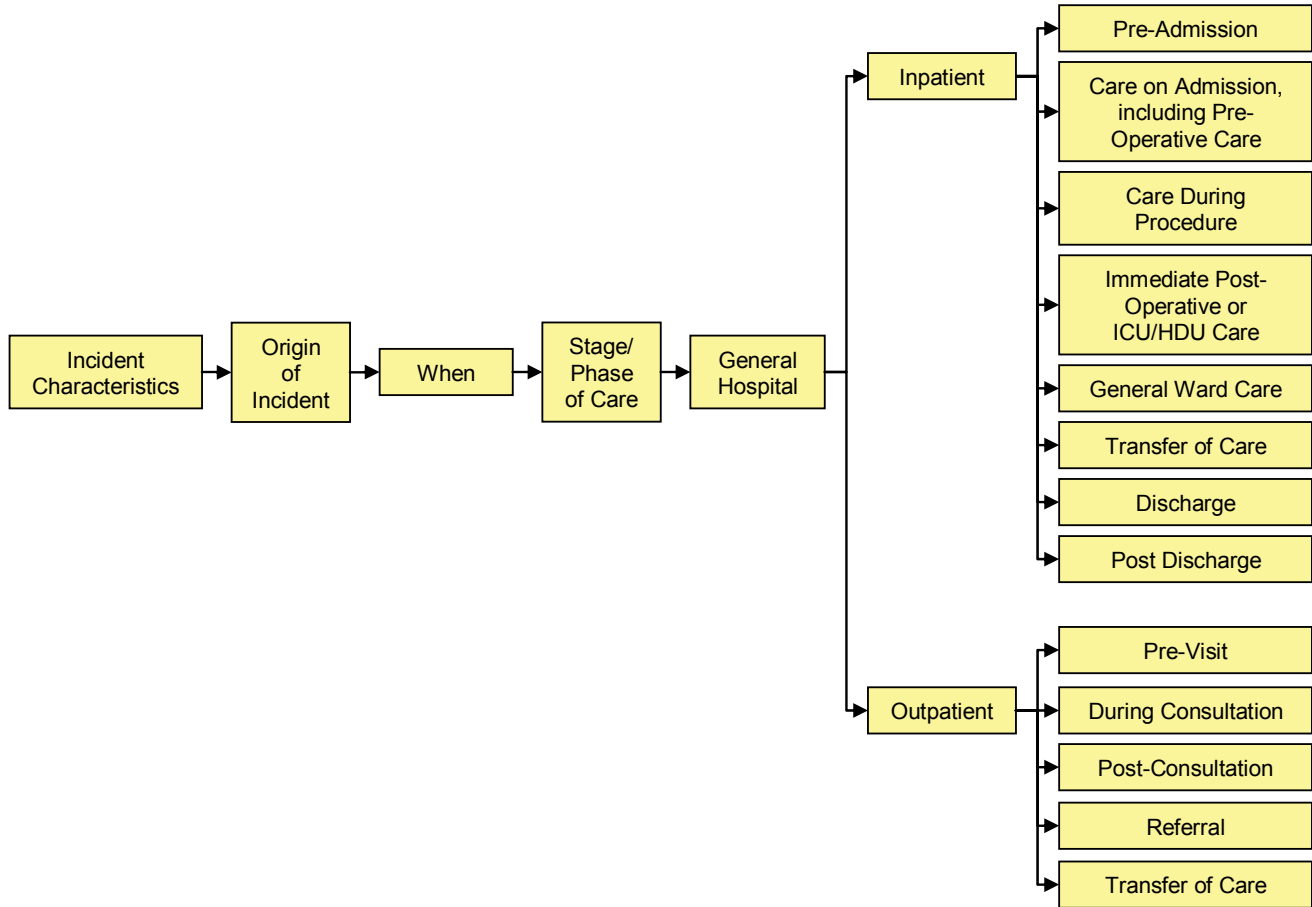 Pre-Admission
Inpatient
Care on Admission,
including Pre-
Operative Care
Care During
Procedure
Immediate Post-
Operative or
ICU/HDU Care
Incident
Characteristics
Origin
of
Incident
When
Stage/
Phase
of Care
General
Hospital
General Ward Care
Transfer of Care
Discharge
Post Discharge
Pre-Visit
Outpatient
During Consultation
Post-Consultation
Referral
Transfer of Care